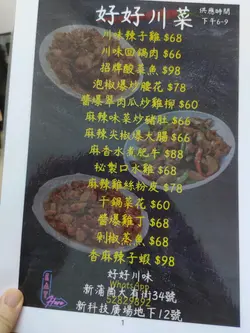 好好川菜
供應時間
下午6-9
川味辣子雞 $68
川味回鍋肉 $66
招牌酸菜魚 $98
泡椒爆炒腰花 $78
醬爆翠肉瓜炒雞柳 $60
麻辣味菜炒豬肚 $66
麻辣尖椒爆大腸 $66
麻香水煮肥牛 $88
秘製口水雞 $68
麻辣雞絲粉皮 $78
干鍋菜花 $60
醬爆雞丁 $68
剁椒蒸魚 $68
香麻辣子蝦 $98
好好川味
WhatsApp
52829892
新蒲崗大有街34號
新科技廣場地下12號
1